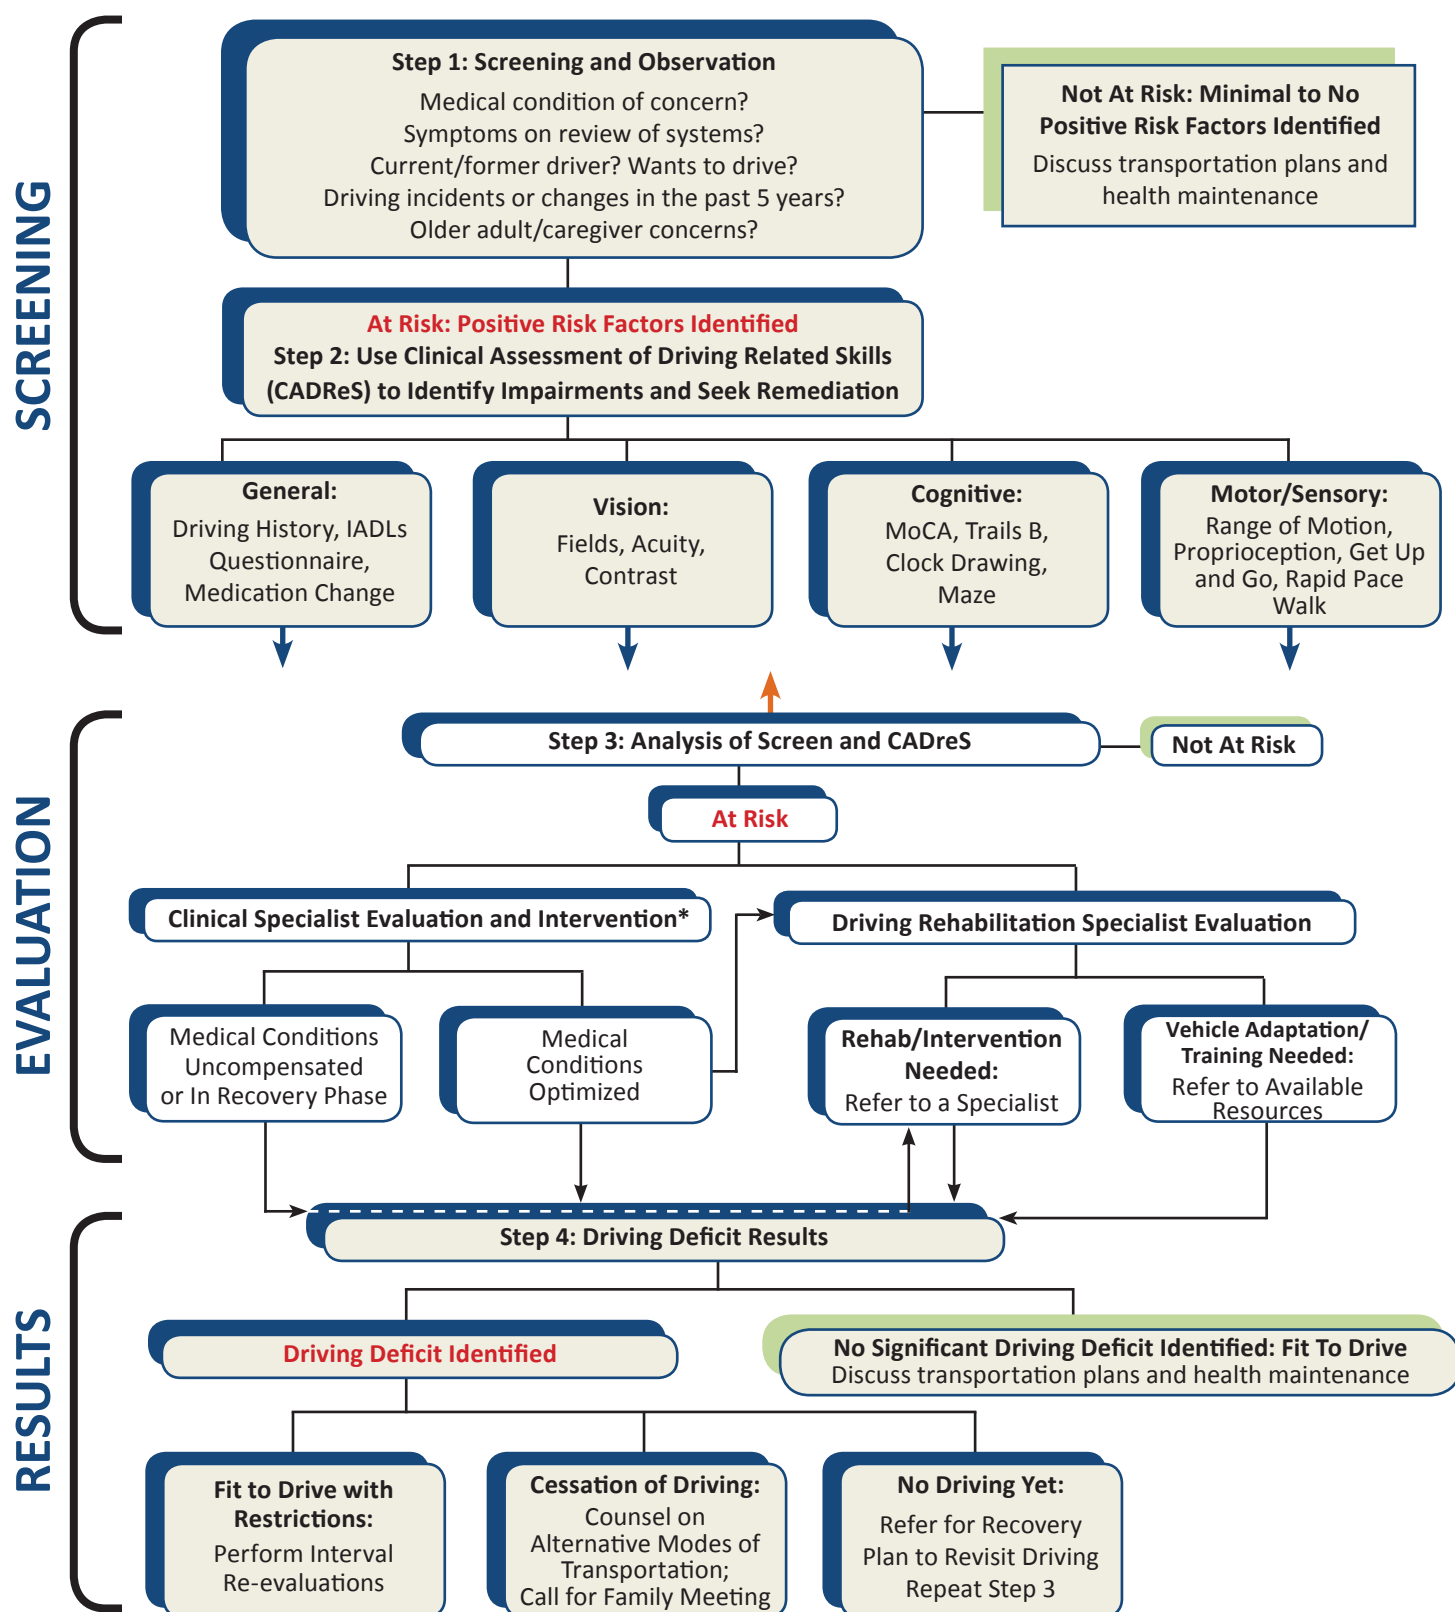 SCREENING
Step 1: Screening and Observation
Medical condition of concern?
Symptoms on review of systems?
Current/former driver? Wants to drive?
Driving incidents or changes in the past 5 years?
Older adult/caregiver concerns?
Not At Risk: Minimal to No
Positive Risk Factors Identified
Discuss transportation plans and
health maintenance
At Risk: Positive Risk Factors Identified
Step 2: Use Clinical Assessment of Driving Related Skills
(CADReS) to Identify Impairments and Seek Remediation
General:
Driving History, IADLs
Questionnaire,
Medication Change
Vision:
Fields, Acuity,
Contrast
Cognitive:
MoCA, Trails B,
Clock Drawing,
Maze
Motor/Sensory:
Range of Motion,
Proprioception, Get Up
and Go, Rapid Pace
Walk
EVALUATION
Step 3: Analysis of Screen and CADreS
Not At Risk
At Risk
Clinical Specialist Evaluation and Intervention*
Driving Rehabilitation Specialist Evaluation
Medical Conditions
Uncompensated
or In Recovery Phase
Medical
Conditions
Optimized
Rehab/Intervention
Needed:
Refer to a Specialist
Vehicle Adaptation/
Training Needed:
Refer to Available
Resources
RESULTS
Step 4: Driving Deficit Results
Driving Deficit Identified
No Significant Driving Deficit Identified: Fit To Drive
Discuss transportation plans and health maintenance
Fit to Drive with
Restrictions:
Perform Interval
Re-evaluations
Cessation of Driving:
Counsel on
Alternative Modes of
Transportation;
Call for Family Meeting
No Driving Yet:
Refer for Recovery
Plan to Revisit Driving
Repeat Step 3